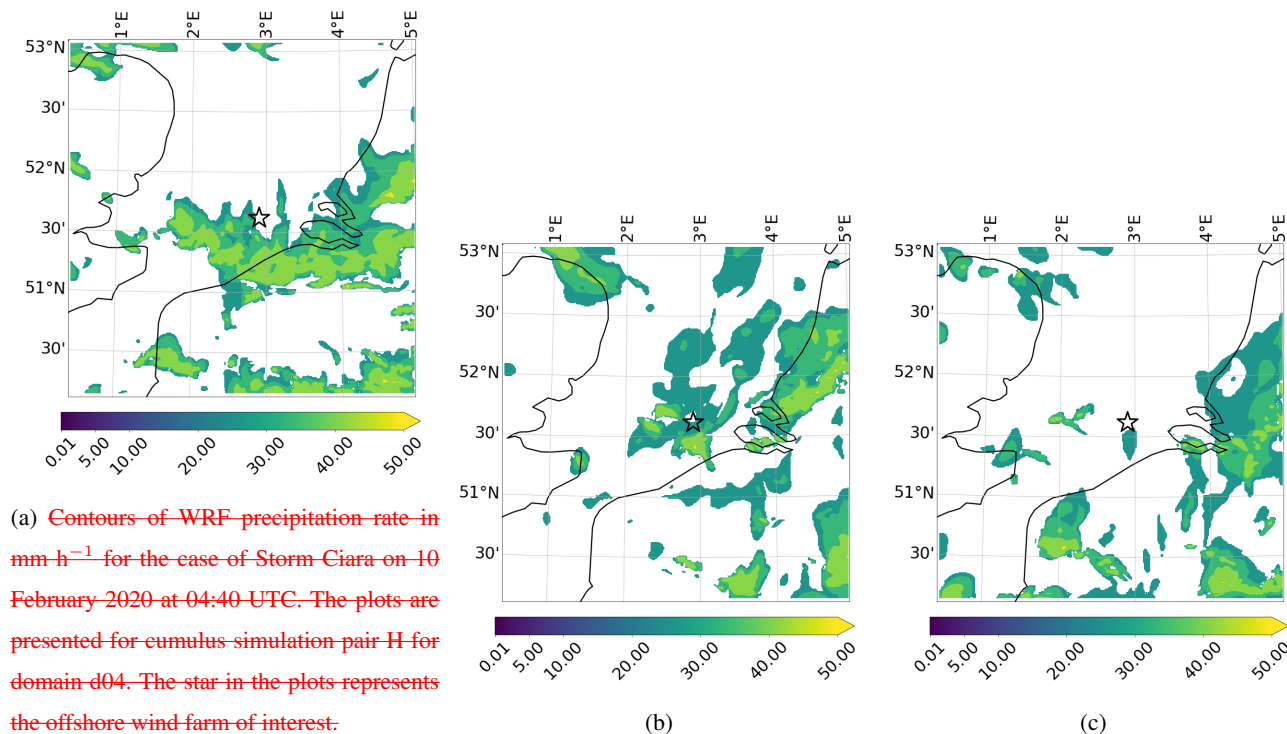 1°E 2°E 3°E 4°E 5°E
53°N
30'
52°N
30'
51°N
30'
0.01 5.00 10.00 20.00 30.00 40.00 50.00
(a) Contours of WRF precipitation rate in
mm h⁻¹ for the case of Storm Ciara on 10
February 2020 at 04:40 UTC. The plots are
presented for cumulus simulation pair H for
domain d04. The star in the plots represents
the offshore wind farm of interest.
1°E 2°E 3°E 4°E 5°E
53°N
30'
52°N
30'
51°N
30'
0.01 5.00 10.00 20.00 30.00 40.00 50.00
(b)
1°E 2°E 3°E 4°E 5°E
53°N
30'
52°N
30'
51°N
30'
0.01 5.00 10.00 20.00 30.00 40.00 50.00
(c)